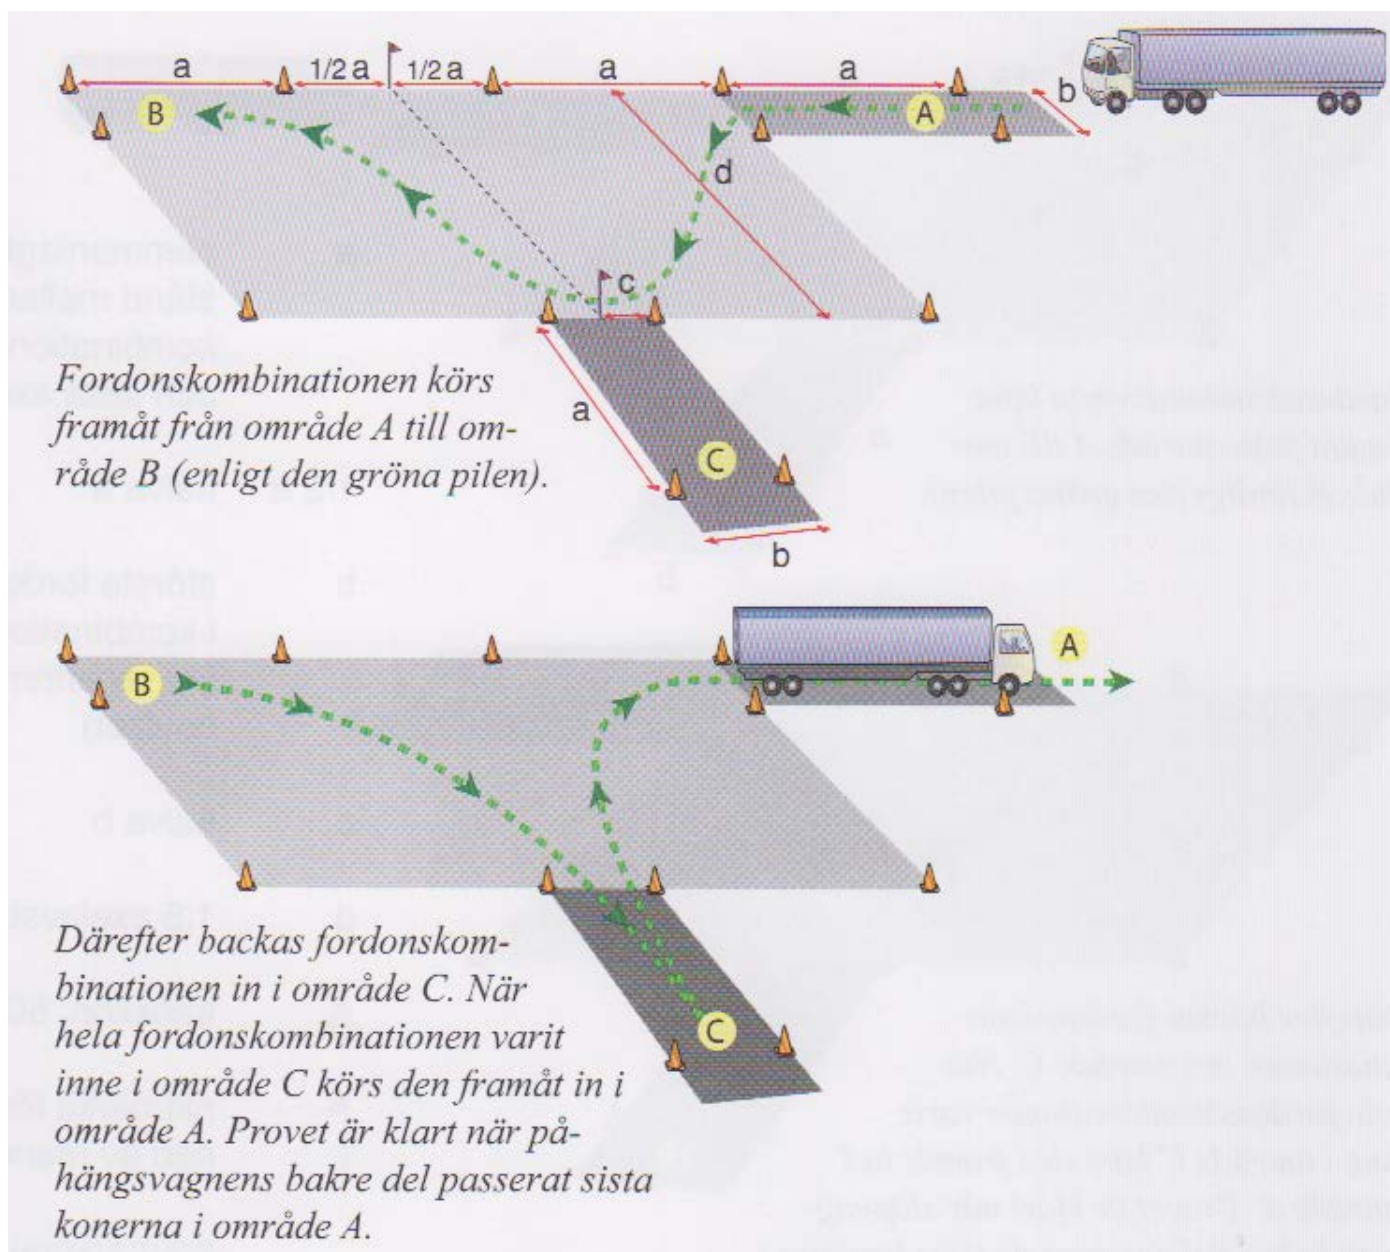 a 1/2 a 1/2 a a a
B A b
d
c
Fordonskombinationen körs
framåt från område A till om-
råde B (enligt den gröna pilen).
a
C
b
A
B
Därefter backas fordonskom-
binationen in i område C. När
hela fordonskombinationen varit
inne i område C körs den framåt in i
område A. Provet är klart när på-
hängsvagnens bakre del passerat sista
konerna i område A.
C